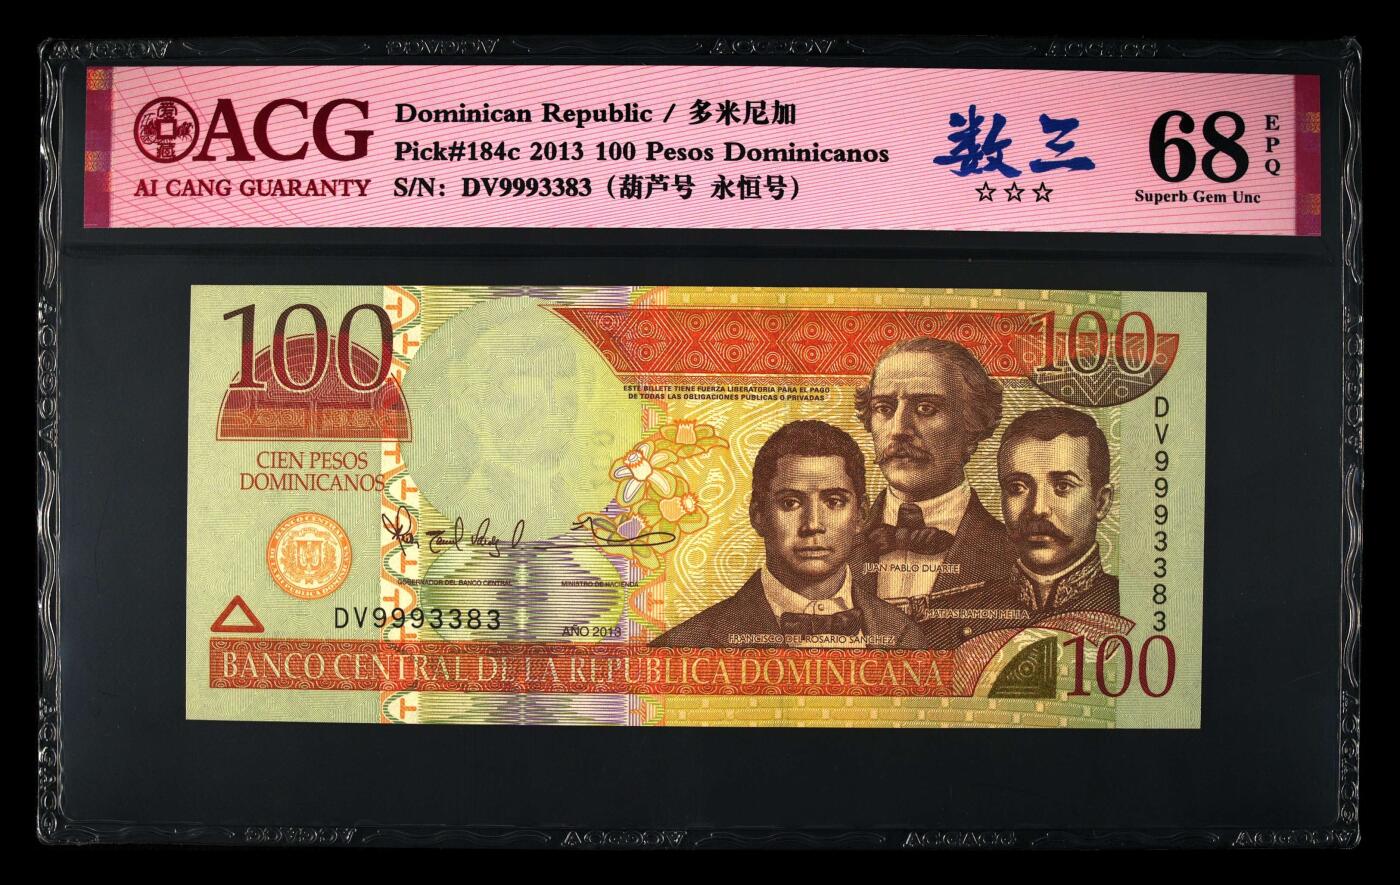 ACG
AI CANG GUARANTY
Dominican Republic / 多米尼加
Pick#184c 2013 100 Pesos Dominicanos
S/N: DV9993383 (葫芦号 永恒号)
数三
☆☆☆
68
EPQ
Superb Gem Unc
100
100
ESTE BILLETE TIENE FUERZA LIBERATORIA PARA EL PAGO
DE TODAS LAS OBLIGACIONES PUBLICAS O PRIVADAS
CIEN PESOS
DOMINICANOS
DV9993383
GOBERNADOR DEL BANCO CENTRAL
MINISTRO DE HACIENDA
JUAN PABLO DUARTE
MATIAS RAMON MELLA
FRANCISCO DEL ROSARIO SANCHEZ
DV9993383
AÑO 2013
BANCO CENTRAL DE LA REPUBLICA DOMINICANA
100